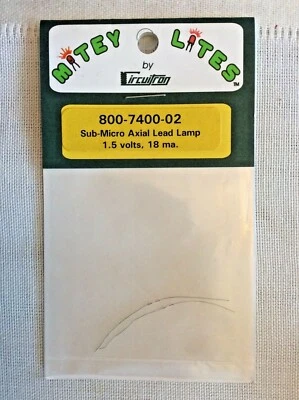 MITEY LITES
TM
by
Circuitron
800-7400-02
Sub-Micro Axial Lead Lamp
1.5 volts, 18 ma.